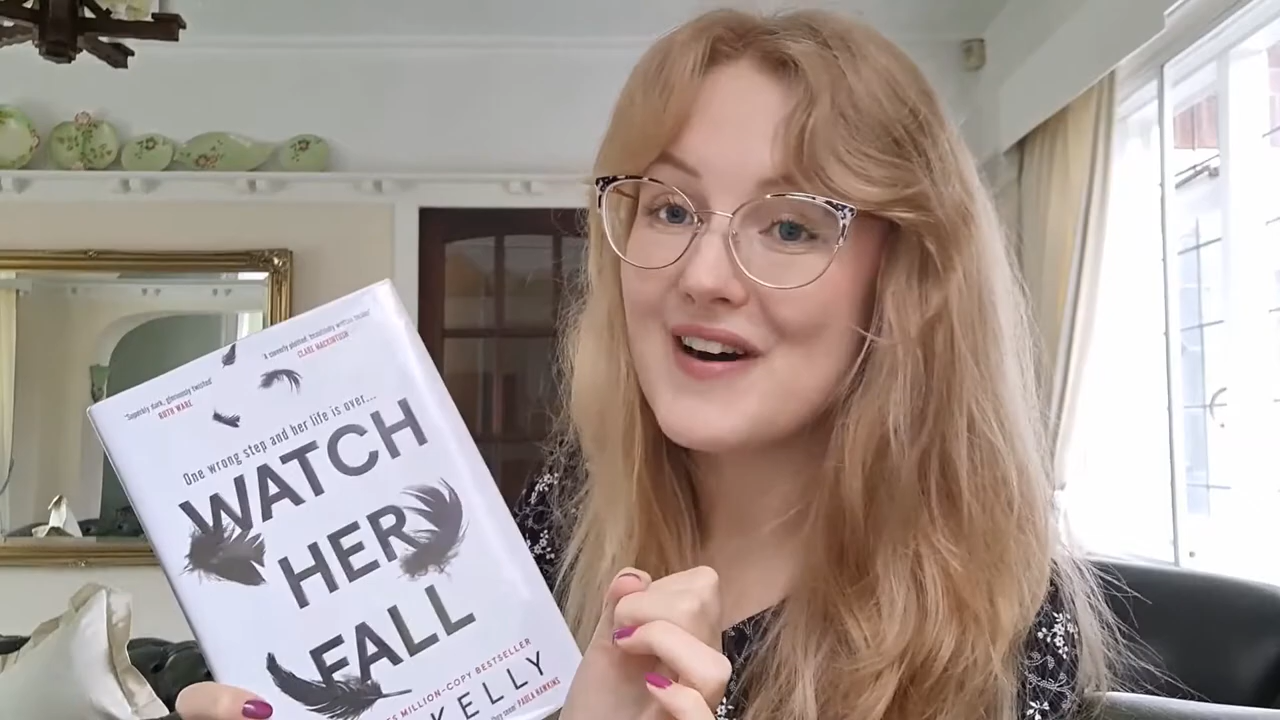 'Superbly dark, gloriously twisted'
RUTH WARE
'A cleverly plotted, beautifully written thriller'
CLARE MACKINTOSH
One wrong step and her life is over...
WATCH
HER
FALL
MILLION-COPY BESTSELLER
KELLY
PAULA HAWKINS